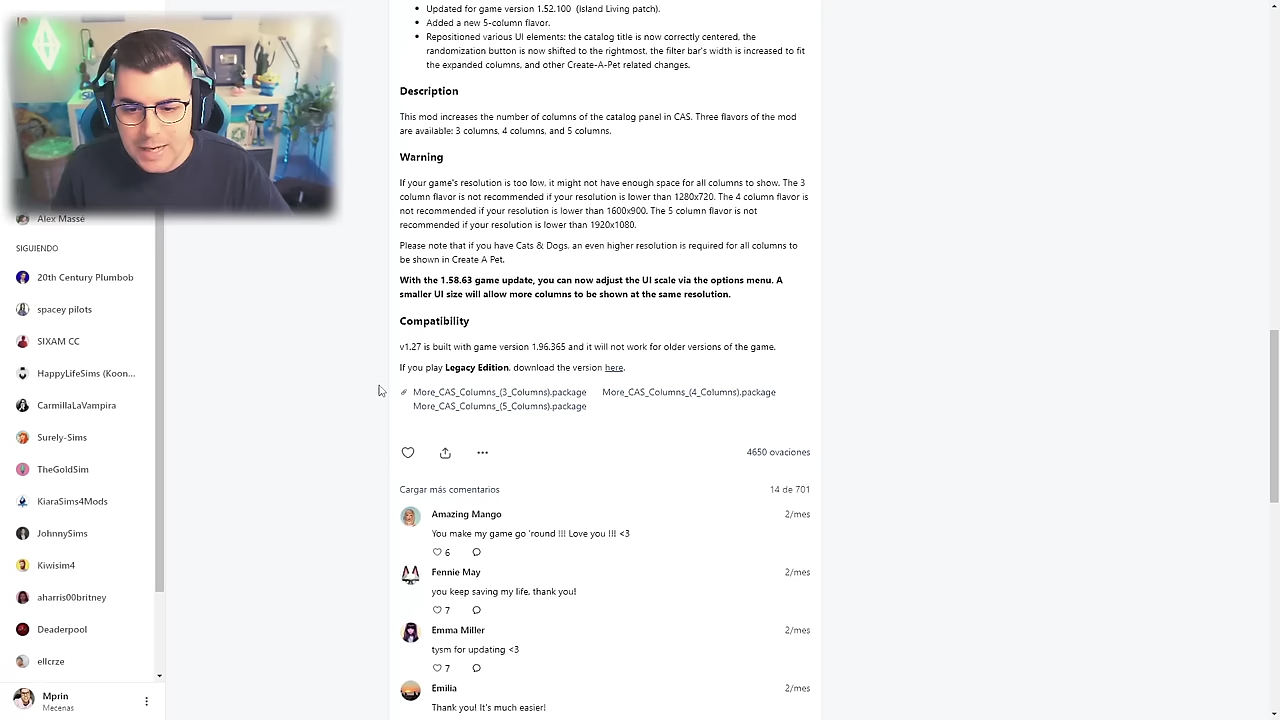 Updated for game version 1.52.100 (Island Living patch).
Added a new 5-column flavor.
Repositioned various UI elements: the catalog title is now correctly centered, the
randomization button is now shifted to the rightmost, the filter bar's width is increased to fit
the expanded columns, and other Create-A-Pet related changes.
Description
This mod increases the number of columns of the catalog panel in CAS. Three flavors of the mod
are available: 3 columns, 4 columns, and 5 columns.
Warning
If your game's resolution is too low, it might not have enough space for all columns to show. The 3
column flavor is not recommended if your resolution is lower than 1280x720. The 4 column flavor is
not recommended if your resolution is lower than 1600x900. The 5 column flavor is not
recommended if your resolution is lower than 1920x1080.
Please note that if you have Cats & Dogs, an even higher resolution is required for all columns to
be shown in Create A Pet.
With the 1.58.63 game update, you can now adjust the UI scale via the options menu. A
smaller UI size will allow more columns to be shown at the same resolution.
Compatibility
v1.27 is built with game version 1.96.365 and it will not work for older versions of the game.
If you play Legacy Edition, download the version here.
More_CAS_Columns_(3_Columns).package More_CAS_Columns_(4_Columns).package
More_CAS_Columns_(5_Columns).package
4650 ovaciones
Cargar más comentarios 14 de 701
Amazing Mango 2/mes
You make my game go 'round !!! Love you !!! <3
6
Fennie May 2/mes
you keep saving my life, thank you!
7
Emma Miller 2/mes
tysm for updating <3
7
Emilia 2/mes
Thank you! It's much easier!
Alex Massé
SIGUIENDO
20th Century Plumbob
spacey pilots
SIXAM CC
HappyLifeSims (Koon...
CarmillaLaVampira
Surely-Sims
TheGoldSim
KiaraSims4Mods
JohnnySims
Kiwisim4
aharris00britney
Deaderpool
ellcrze
Mprin
Mecenas